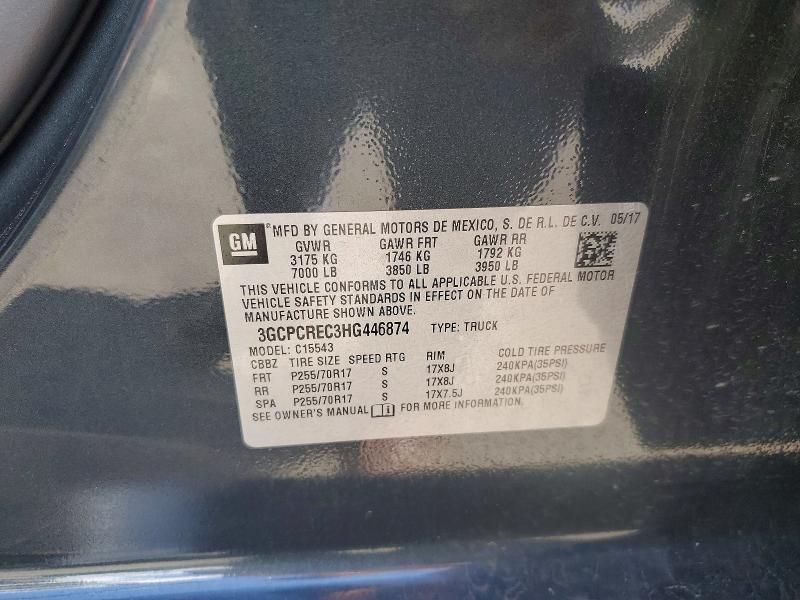 GM
®MFD BY GENERAL MOTORS DE MEXICO, S. DE R.L. DE C.V. 05/17
GVWR GAWR FRT GAWR RR
3175 KG 1746 KG 1792 KG
7000 LB 3850 LB 3950 LB
THIS VEHICLE CONFORMS TO ALL APPLICABLE U.S. FEDERAL MOTOR
VEHICLE SAFETY STANDARDS IN EFFECT ON THE DATE OF
MANUFACTURE SHOWN ABOVE.
3GCPCREC3HG446874 TYPE: TRUCK
MODEL: C15543
CBBZ TIRE SIZE SPEED RTG RIM COLD TIRE PRESSURE
FRT P255/70R17 S 17X8J 240KPA(35PSI)
RR P255/70R17 S 17X8J 240KPA(35PSI)
SPA P255/70R17 S 17X7.5J 240KPA(35PSI)
SEE OWNER'S MANUAL FOR MORE INFORMATION.